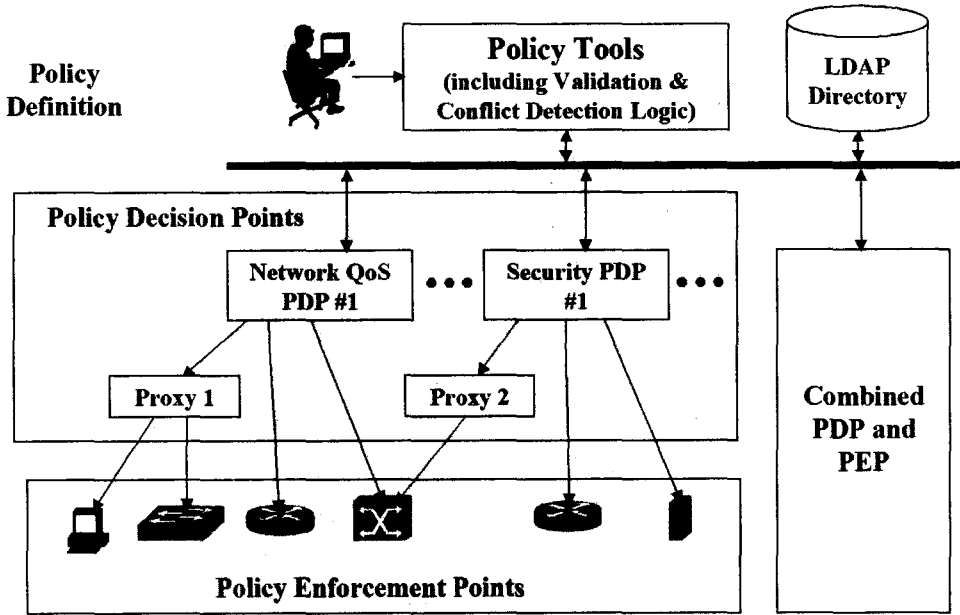 Policy
Definition
Policy Tools
(including Validation &
Conflict Detection Logic)
LDAP
Directory
Policy Decision Points
Network QoS
PDP #1
Security PDP
#1
Proxy 1
Proxy 2
Combined
PDP and
PEP
Policy Enforcement Points